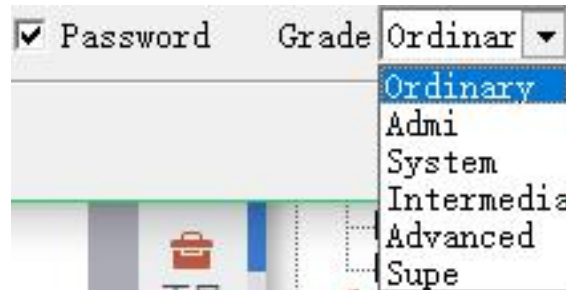 Password Grade Ordinar
Ordinary
Admi
System
Intermedia
Advanced
Supe